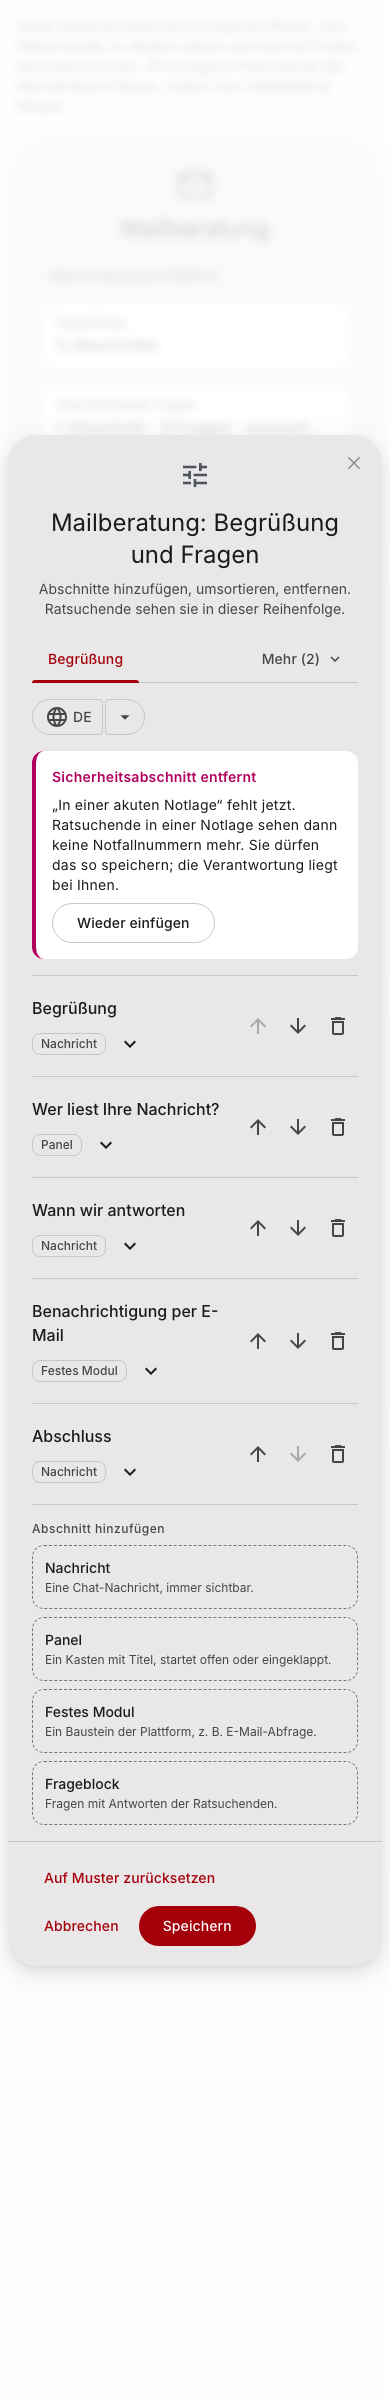 Mailberatung
5 Abschnitte
Mailberatung: Begrüßung
und Fragen
Abschnitte hinzufügen, umsortieren, entfernen.
Ratsuchende sehen sie in dieser Reihenfolge.
Begrüßung
Mehr (2)
DE
Sicherheitsabschnitt entfernt
„In einer akuten Notlage“ fehlt jetzt.
Ratsuchende in einer Notlage sehen dann
keine Notfallnummern mehr. Sie dürfen
das so speichern; die Verantwortung liegt
bei Ihnen.
Wieder einfügen
Begrüßung
Nachricht
Wer liest Ihre Nachricht?
Panel
Wann wir antworten
Nachricht
Benachrichtigung per E-
Mail
Festes Modul
Abschluss
Nachricht
Abschnitt hinzufügen
Nachricht
Eine Chat-Nachricht, immer sichtbar.
Panel
Ein Kasten mit Titel, startet offen oder eingeklappt.
Festes Modul
Ein Baustein der Plattform, z. B. E-Mail-Abfrage.
Frageblock
Fragen mit Antworten der Ratsuchenden.
Auf Muster zurücksetzen
Abbrechen
Speichern